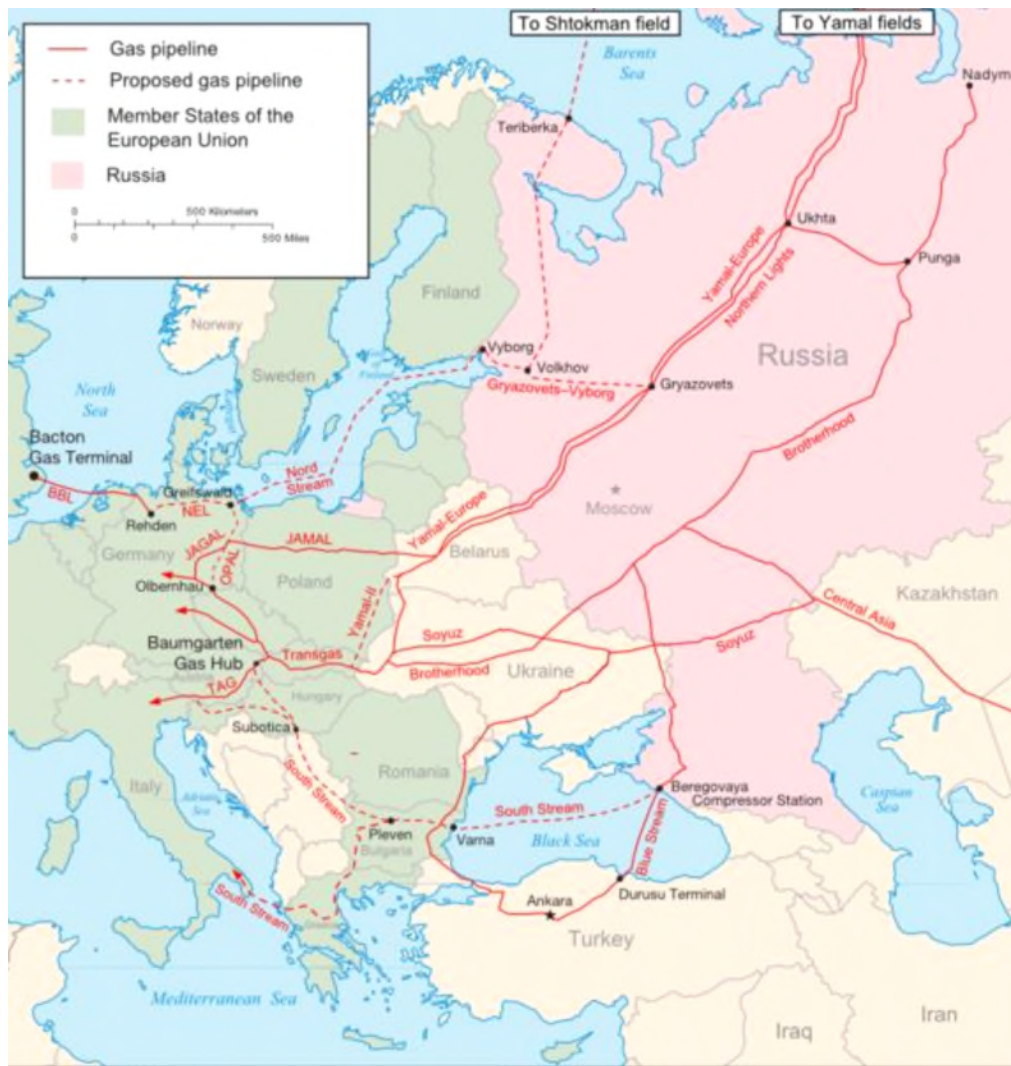 To Shtokman field
To Yamal fields
Gas pipeline
Proposed gas pipeline
Member States of the
European Union
Russia
0 500 Kilometers
0 500 Miles
Barents
Sea
Nadym
Teriberka
Ukhta
Punga
Yamal-Europe
Northern Lights
Finland
Norway
Sweden
Vyborg
Volkhov
Gryazovets–Vyborg
Gryazovets
Russia
North
Sea
Bacton
Gas Terminal
BBL
Rehden
NEL
Greifswald
Nord
Stream
Brotherhood
Moscow
Yamal-Europe
Belarus
JAGAL
OPAL
JAMAL
Germany
Poland
Olbernhau
Yamal-II
Kazakhstan
Central Asia
Soyuz
Soyuz
Baumgarten
Gas Hub
Transgas
Brotherhood
Ukraine
TAG
Austria
Hungary
Subotica
Romania
Italy
Adriatic
Sea
South Stream
Pleven
Bulgaria
Varna
South Stream
Black Sea
Beregovaya
Compressor Station
Caspian
Sea
Blue Stream
Durusu Terminal
Ankara
Turkey
South Stream
Greece
Mediterranean Sea
Iraq
Iran